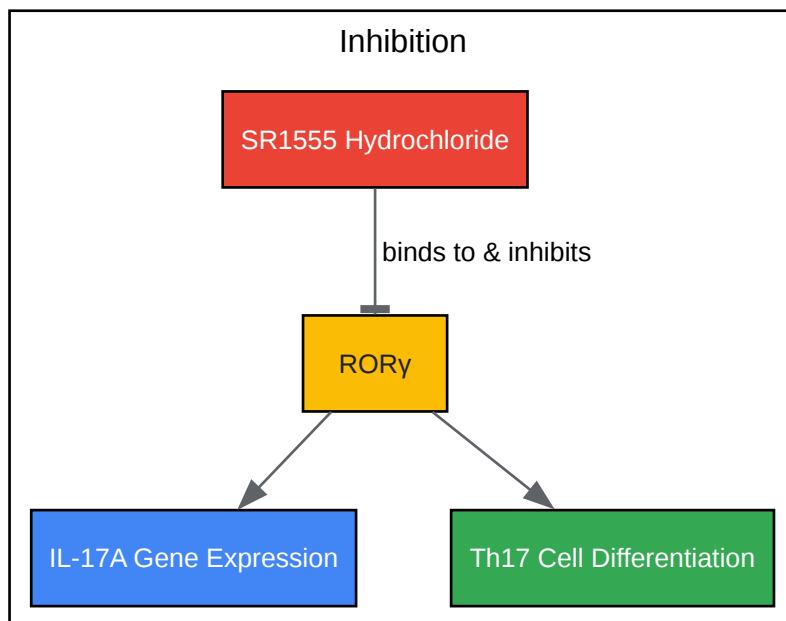 Inhibition
SR1555 Hydrochloride
binds to & inhibits
RORγ
IL-17A Gene Expression
Th17 Cell Differentiation